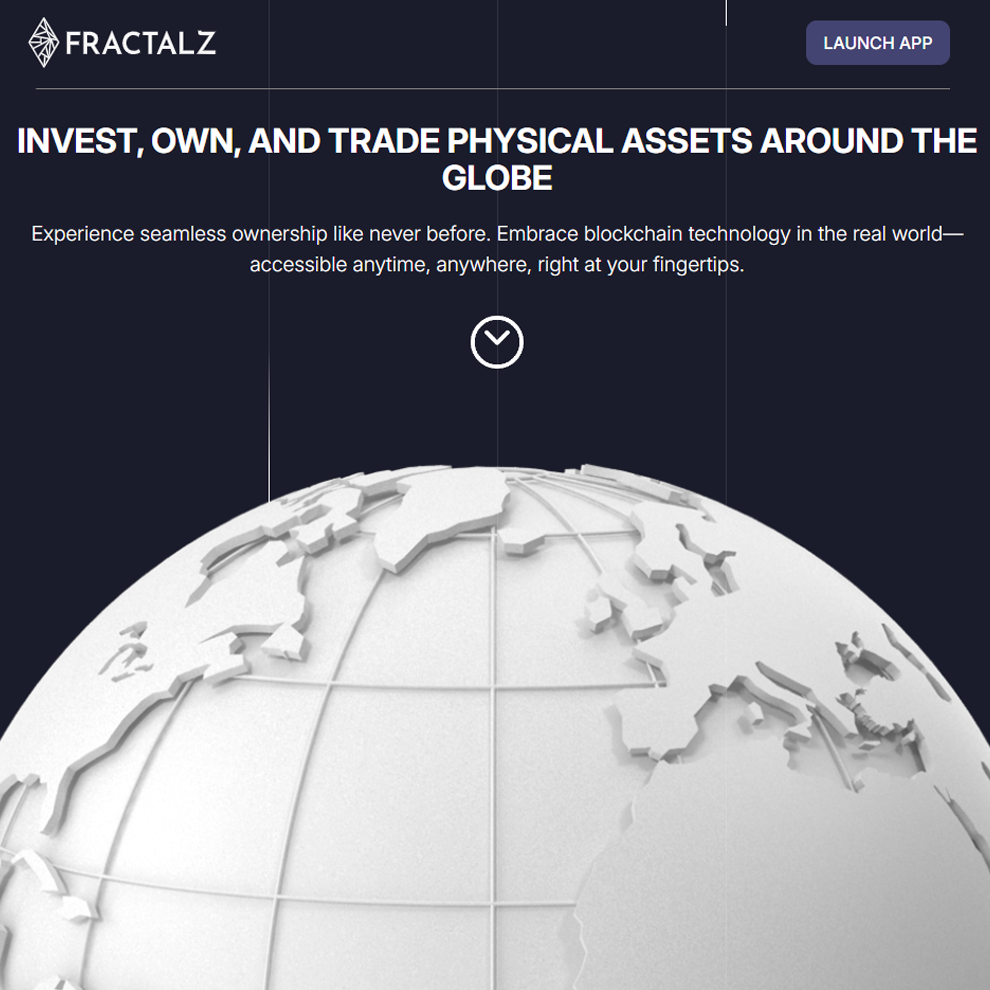 FRACTALZ
LAUNCH APP
INVEST, OWN, AND TRADE PHYSICAL ASSETS AROUND THE
GLOBE
Experience seamless ownership like never before. Embrace blockchain technology in the real world—
accessible anytime, anywhere, right at your fingertips.